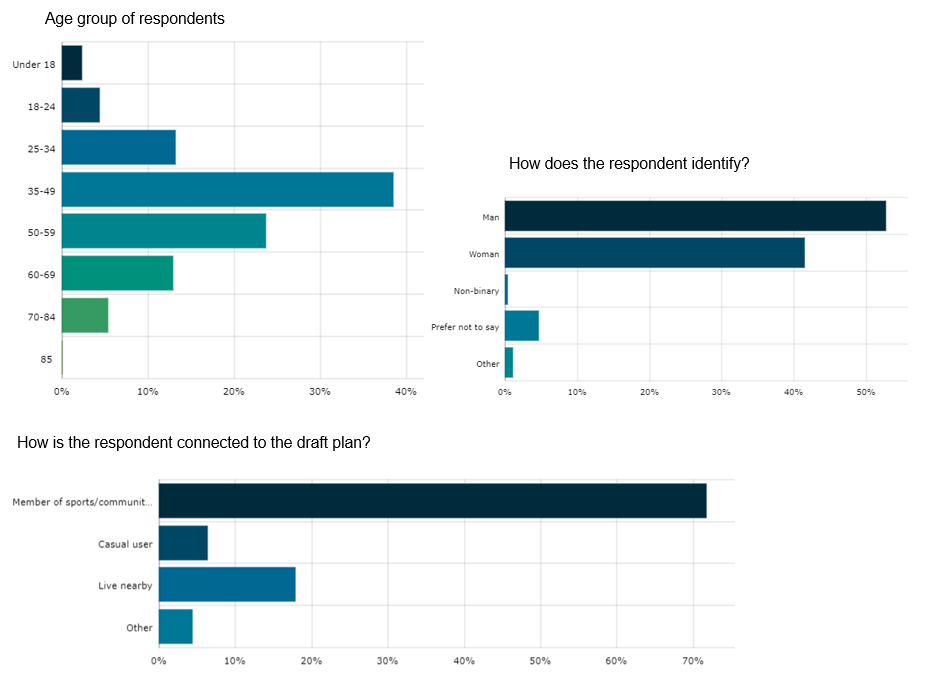 Age group of respondents
Under 18
18-24
25-34
35-49
50-59
60-69
70-84
85
0% 10% 20% 30% 40%
How does the respondent identify?
Man
Woman
Non-binary
Prefer not to say
Other
0% 10% 20% 30% 40% 50%
How is the respondent connected to the draft plan?
Member of sports/communit...
Casual user
Live nearby
Other
0% 10% 20% 30% 40% 50% 60% 70%